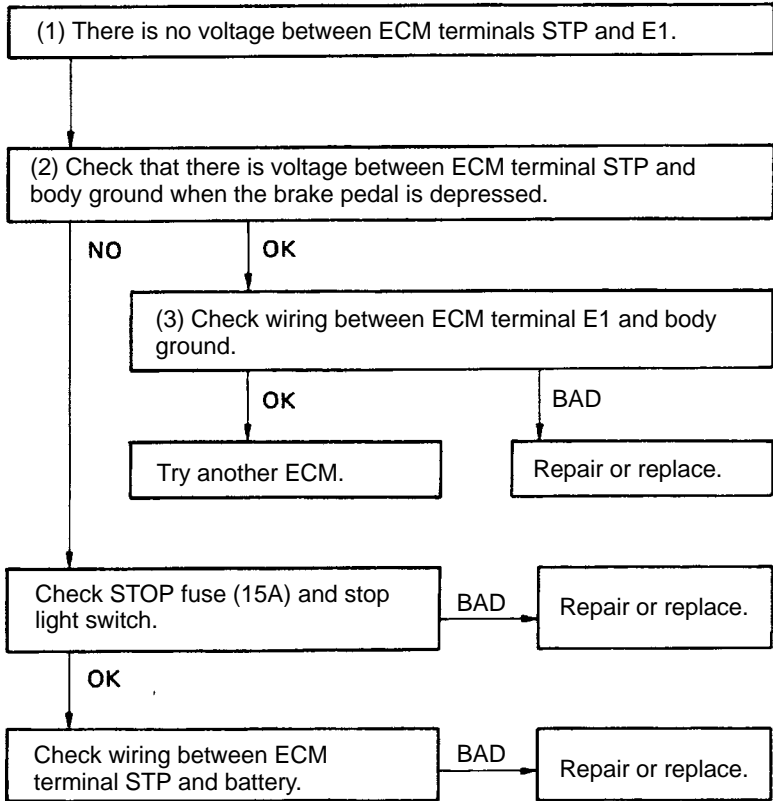 (1) There is no voltage between ECM terminals STP and E1.
(2) Check that there is voltage between ECM terminal STP and
body ground when the brake pedal is depressed.
NO
OK
(3) Check wiring between ECM terminal E1 and body
ground.
OK
BAD
Try another ECM.
Repair or replace.
Check STOP fuse (15A) and stop
light switch.
BAD
Repair or replace.
OK
Check wiring between ECM
terminal STP and battery.
BAD
Repair or replace.